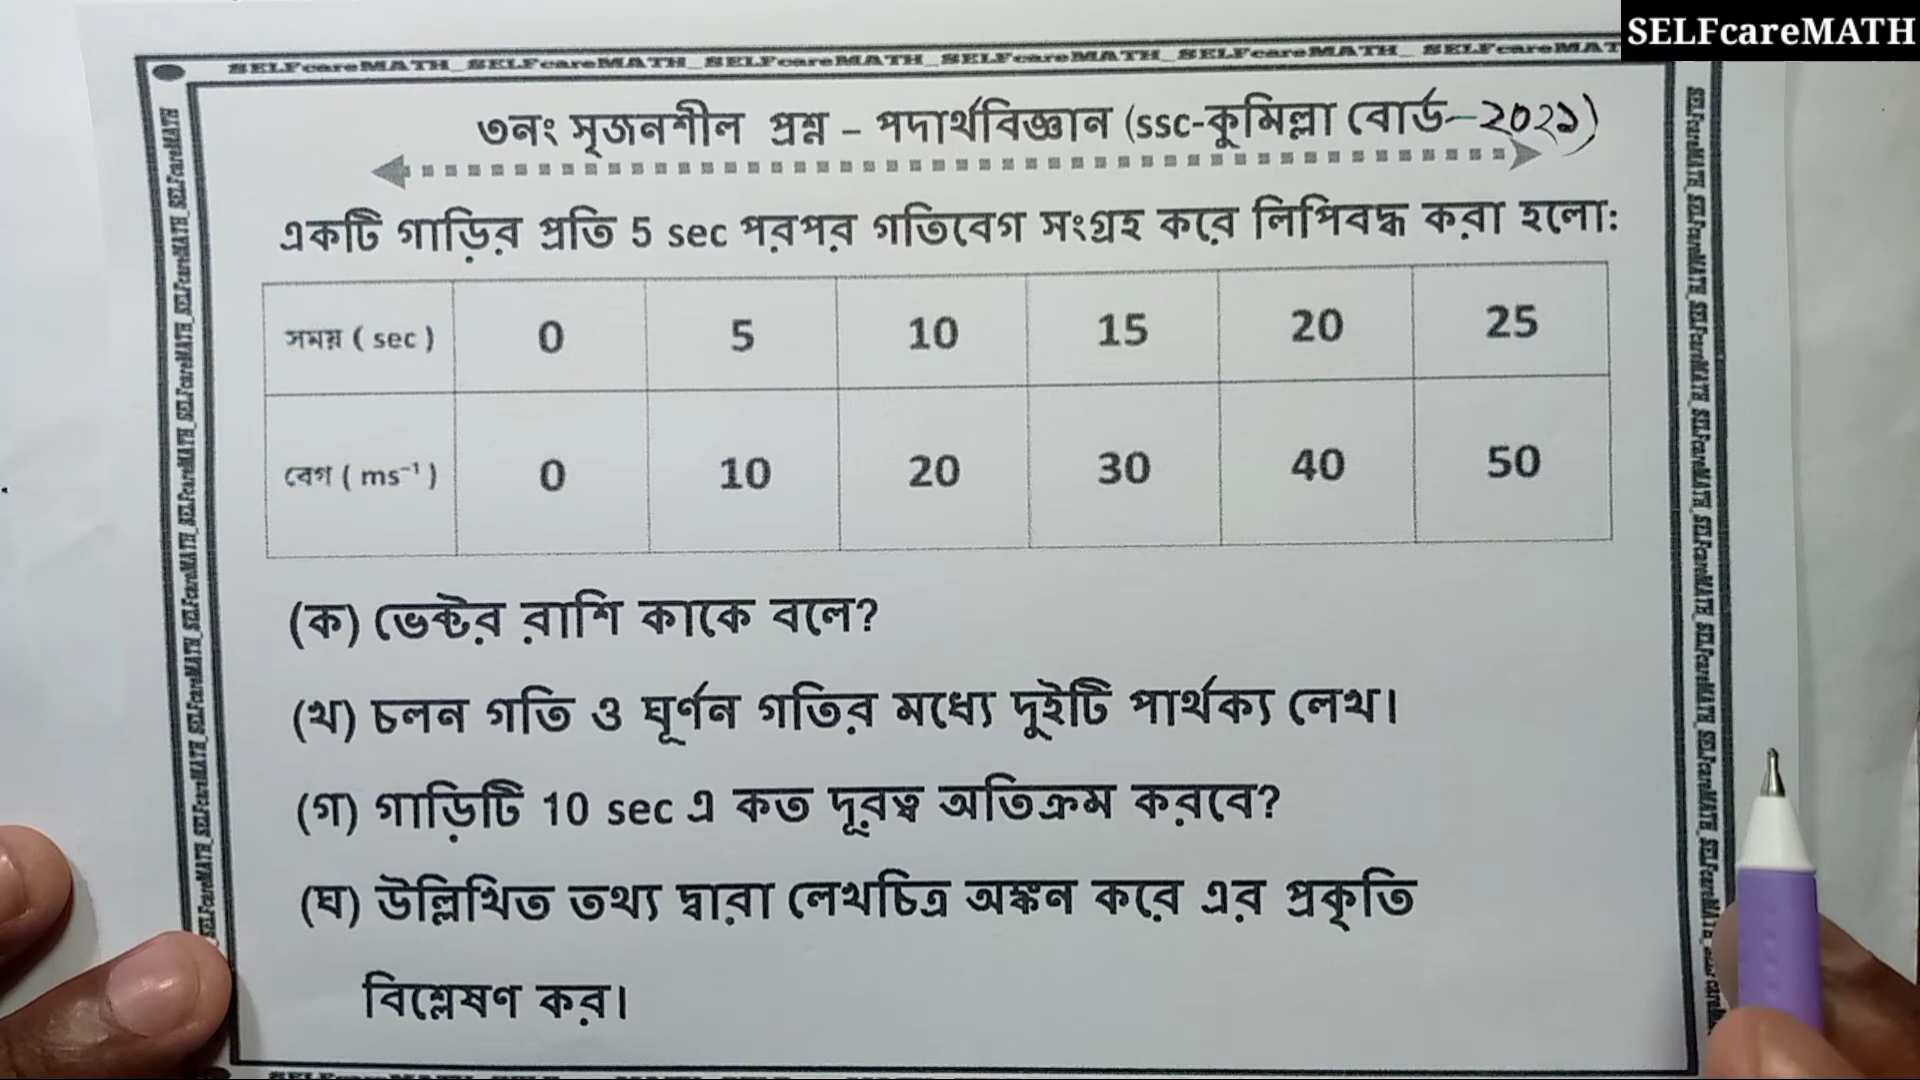 SELFcareMATH
SELFcareMATH_SELFcareMATH_SELFcareMATH_SELFcareMATH_SELFcareMATH_ SELFcareMAT
৩নং সৃজনশীল প্রশ্ন – পদার্থবিজ্ঞান (ssc-কুমিল্লা বোর্ড-২০২১)
একটি গাড়ির প্রতি 5 sec পরপর গতিবেগ সংগ্রহ করে লিপিবদ্ধ করা হলো:
সময় ( sec ) 0 5 10 15 20 25
বেগ ( ms⁻¹ ) 0 10 20 30 40 50
(ক) ভেক্টর রাশি কাকে বলে?
(খ) চলন গতি ও ঘূর্ণন গতির মধ্যে দুইটি পার্থক্য লেখ।
(গ) গাড়িটি 10 sec এ কত দূরত্ব অতিক্রম করবে?
(ঘ) উল্লিখিত তথ্য দ্বারা লেখচিত্র অঙ্কন করে এর প্রকৃতি
বিশ্লেষণ কর।